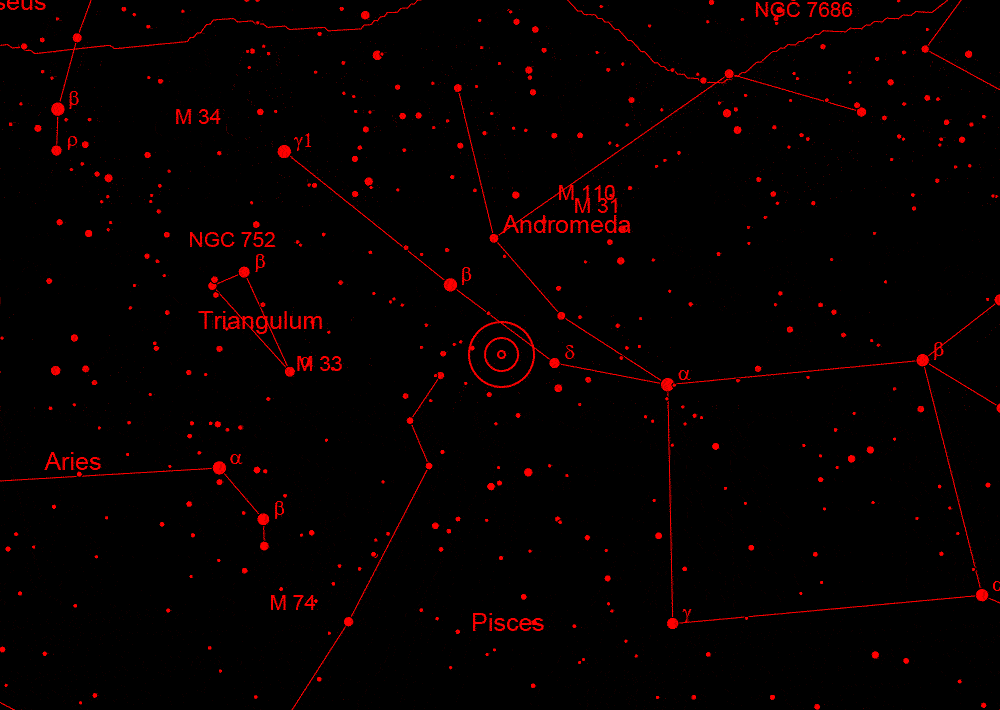 seus
NGC 7686
β
M 34
ρ
γ1
M 110
M 31
Andromeda
NGC 752
β
β
Triangulum
α
M 33
δ
β
α
Aries
α
β
M 74
Pisces
γ
α